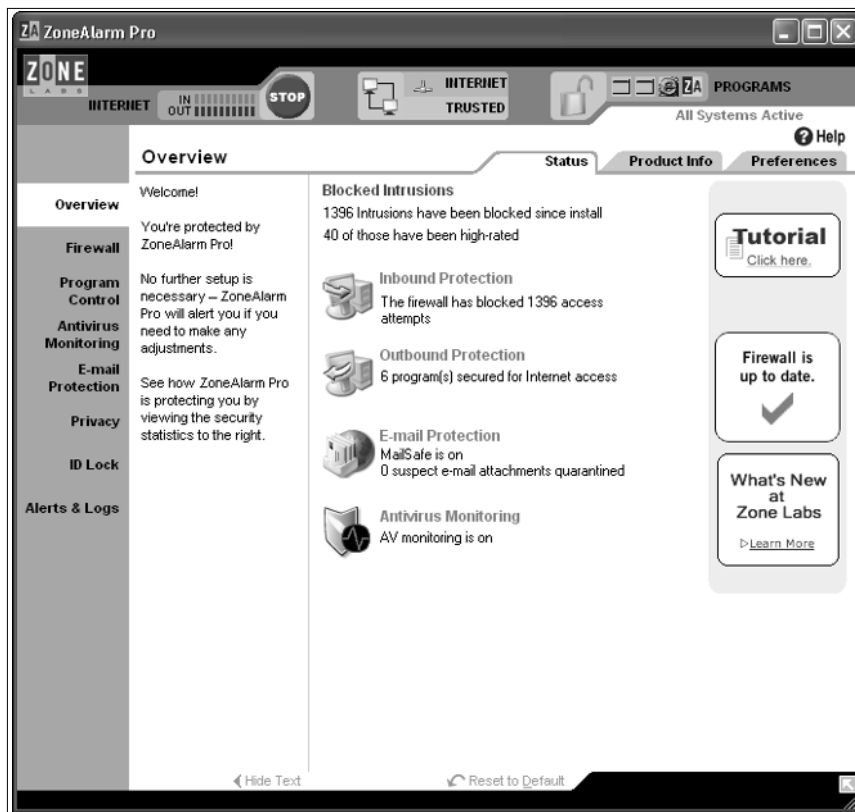 ZA ZoneAlarm Pro
ZONE
LABS
INTERNET
IN
OUT
STOP
INTERNET
TRUSTED
ZA
PROGRAMS
All Systems Active
? Help
Overview
Status
Product Info
Preferences
Overview
Firewall
Program
Control
Antivirus
Monitoring
E-mail
Protection
Privacy
ID Lock
Alerts & Logs
Welcome!
You're protected by
ZoneAlarm Pro!
No further setup is
necessary – ZoneAlarm
Pro will alert you if you
need to make any
adjustments.
See how ZoneAlarm Pro
is protecting you by
viewing the security
statistics to the right.
Blocked Intrusions
1396 Intrusions have been blocked since install
40 of those have been high-rated
Inbound Protection
The firewall has blocked 1396 access
attempts
Outbound Protection
6 program(s) secured for Internet access
E-mail Protection
MailSafe is on
0 suspect e-mail attachments quarantined
Antivirus Monitoring
AV monitoring is on
Tutorial
Click here.
Firewall is
up to date.
What's New
at
Zone Labs
Learn More
Hide Text
Reset to Default